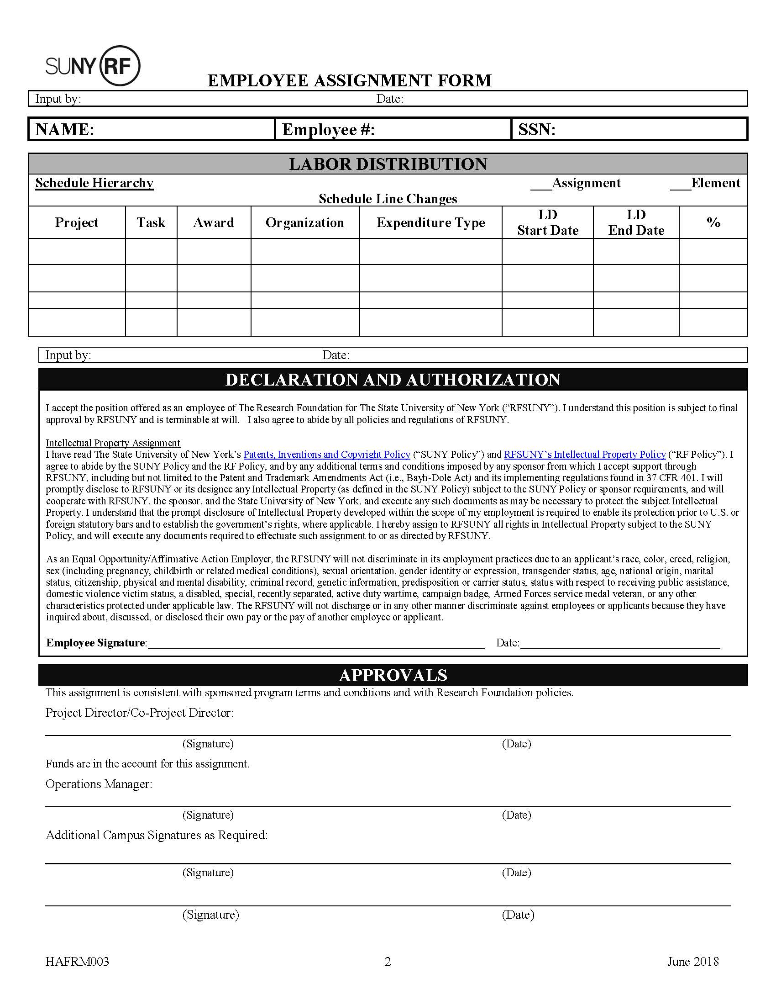 SUNY RF
EMPLOYEE ASSIGNMENT FORM
Input by: Date:
NAME: Employee #: SSN:
LABOR DISTRIBUTION
Schedule Hierarchy ___Assignment ___Element
Schedule Line Changes
Project Task Award Organization Expenditure Type LD Start Date LD End Date %
Input by: Date:
DECLARATION AND AUTHORIZATION
I accept the position offered as an employee of The Research Foundation for The State University of New York (“RFSUNY”). I understand this position is subject to final
approval by RFSUNY and is terminable at will. I also agree to abide by all policies and regulations of RFSUNY.
Intellectual Property Assignment
I have read The State University of New York’s Patents, Inventions and Copyright Policy (“SUNY Policy”) and RFSUNY’s Intellectual Property Policy (“RF Policy”). I
agree to abide by the SUNY Policy and the RF Policy, and by any additional terms and conditions imposed by any sponsor from which I accept support through
RFSUNY, including but not limited to the Patent and Trademark Amendments Act (i.e., Bayh-Dole Act) and its implementing regulations found in 37 CFR 401. I will
promptly disclose to RFSUNY or its designee any Intellectual Property (as defined in the SUNY Policy) subject to the SUNY Policy or sponsor requirements, and will
cooperate with RFSUNY, the sponsor, and the State University of New York, and execute any such documents as may be necessary to protect the subject Intellectual
Property. I understand that the prompt disclosure of Intellectual Property developed within the scope of my employment is required to enable its protection prior to U.S. or
foreign statutory bars and to establish the government’s rights, where applicable. I hereby assign to RFSUNY all rights in Intellectual Property subject to the SUNY
Policy, and will execute any documents required to effectuate such assignment to or as directed by RFSUNY.
As an Equal Opportunity/Affirmative Action Employer, the RFSUNY will not discriminate in its employment practices due to an applicant’s race, color, creed, religion,
sex (including pregnancy, childbirth or related medical conditions), sexual orientation, gender identity or expression, transgender status, age, national origin, marital
status, citizenship, physical and mental disability, criminal record, genetic information, predisposition or carrier status, status with respect to receiving public assistance,
domestic violence victim status, a disabled, special, recently separated, active duty wartime, campaign badge, Armed Forces service medal veteran, or any other
characteristics protected under applicable law. The RFSUNY will not discharge or in any other manner discriminate against employees or applicants because they have
inquired about, discussed, or disclosed their own pay or the pay of another employee or applicant.
Employee Signature: Date:
APPROVALS
This assignment is consistent with sponsored program terms and conditions and with Research Foundation policies.
Project Director/Co-Project Director:
(Signature) (Date)
Funds are in the account for this assignment.
Operations Manager:
(Signature) (Date)
Additional Campus Signatures as Required:
(Signature) (Date)
(Signature) (Date)
HAFRM003 2 June 2018